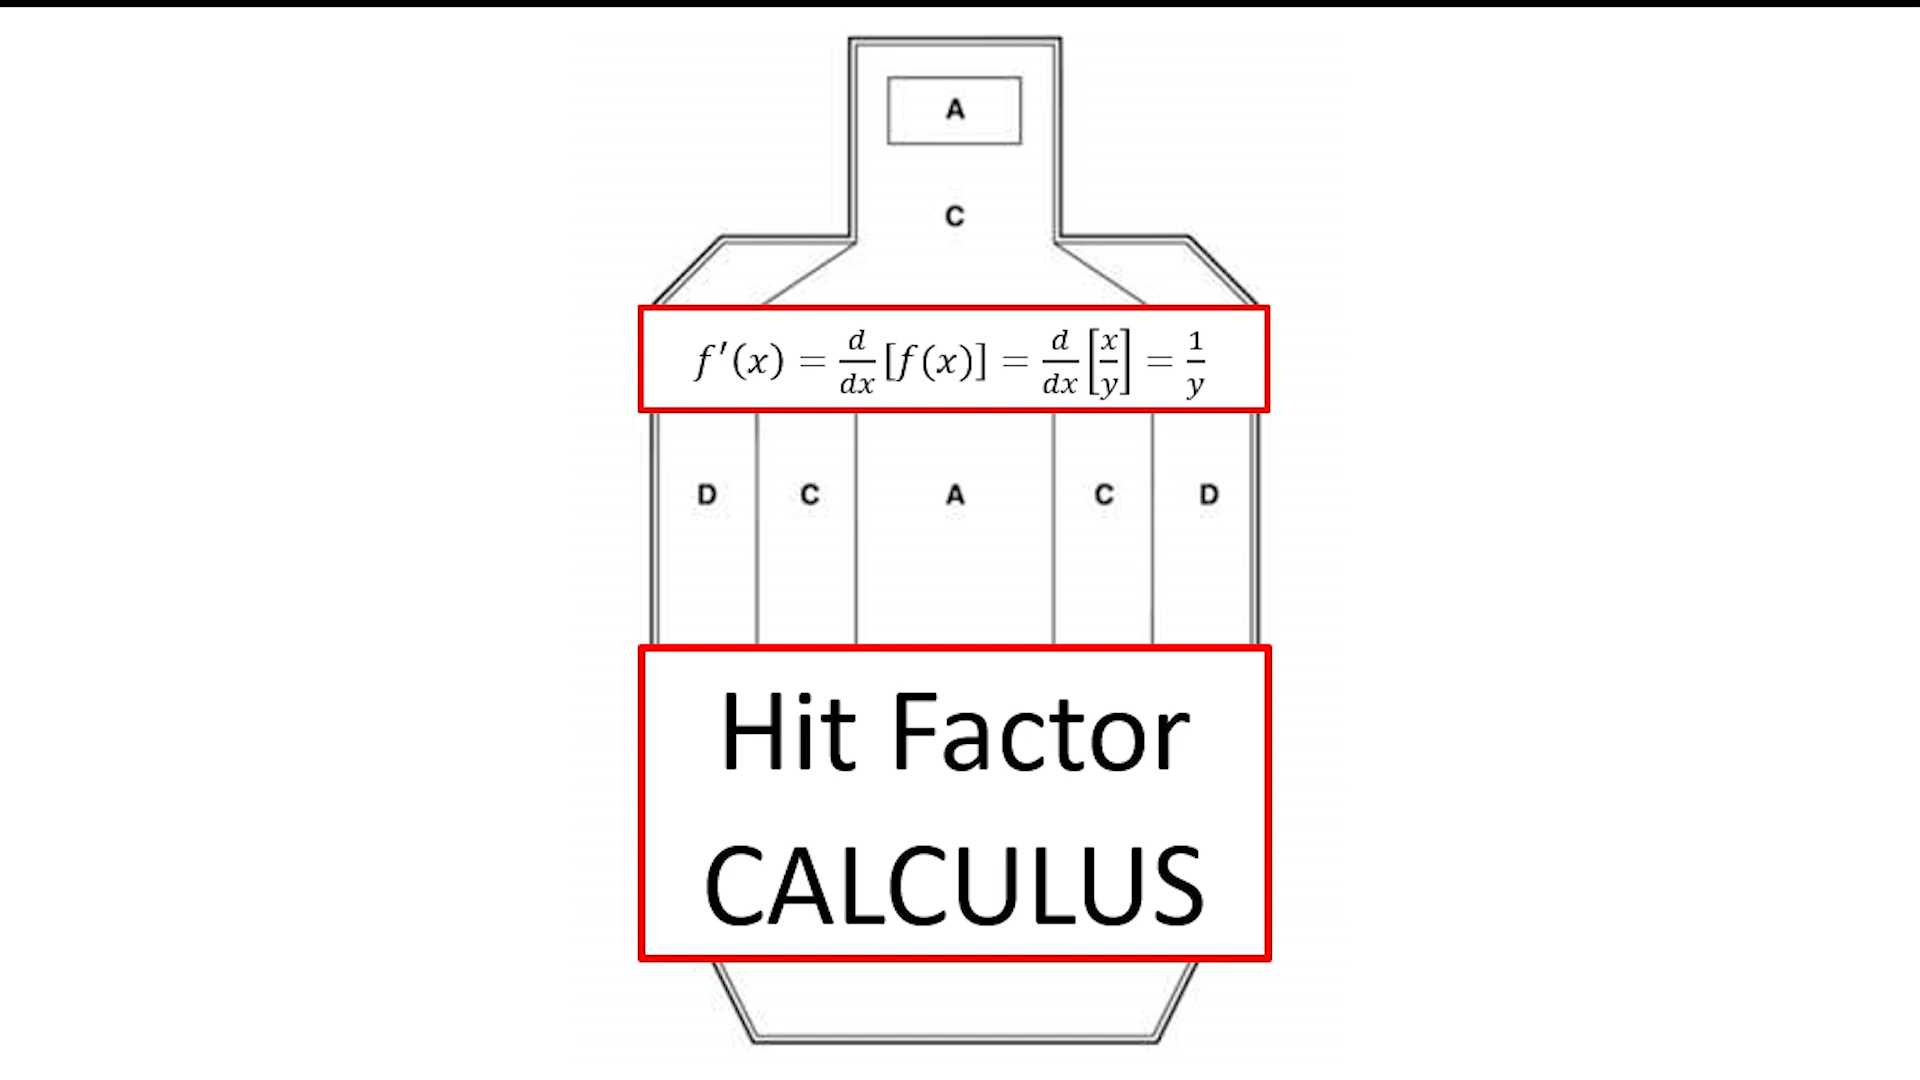 A
C
f′(x) = d/dx [f(x)] = d/dx [x/y] = 1/y
D C A C D
Hit Factor
CALCULUS